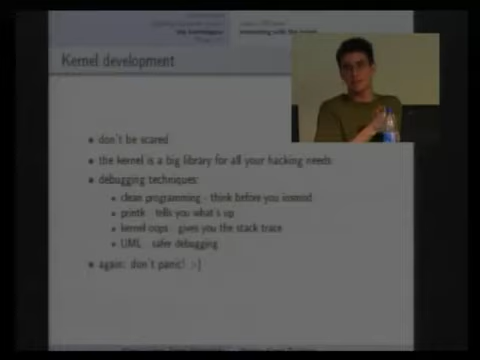 Kernel development
don't be scared
the kernel is a big library for all your hacking needs
debugging techniques:
clean programming - think before you insmod
printk - tells you what's up
kernel oops - gives you the stack trace
UML - safer debugging
again: don't panic! :-]